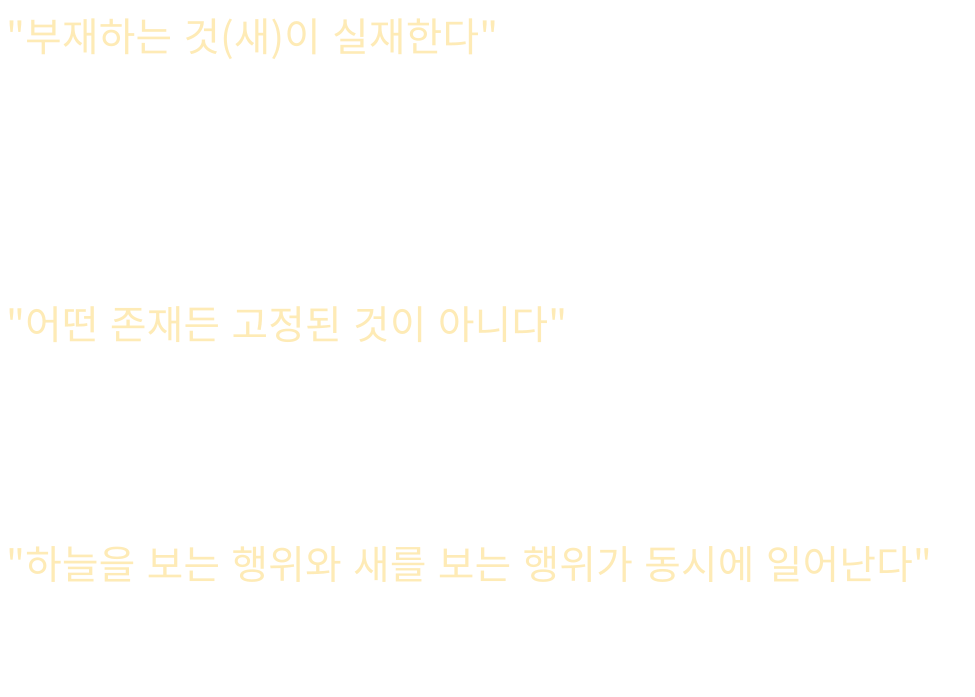 "부재하는 것(새)이 실재한다"
"어떤 존재든 고정된 것이 아니다"
"하늘을 보는 행위와 새를 보는 행위가 동시에 일어난다"